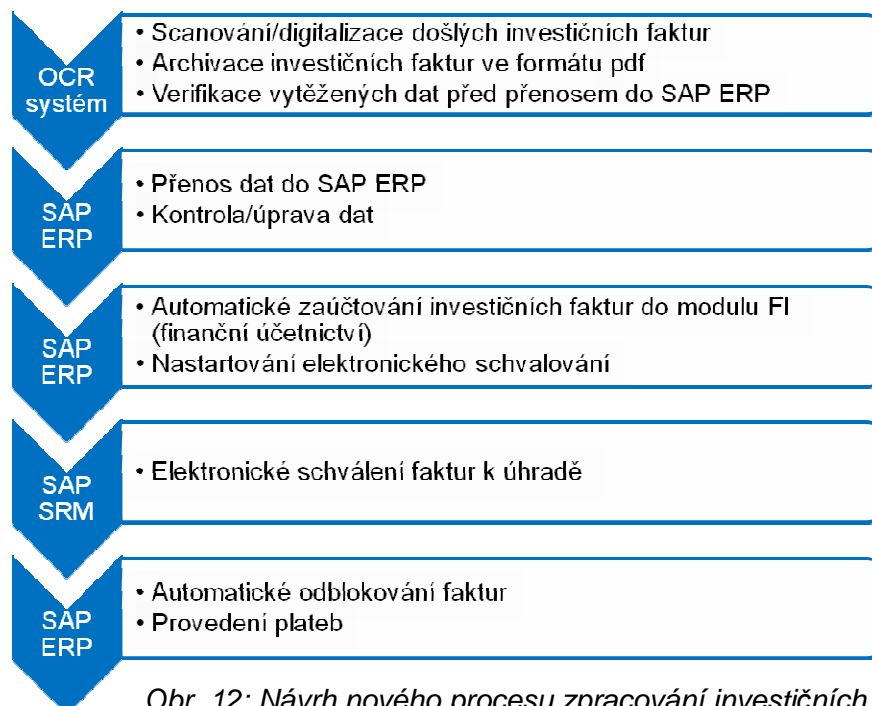 OCR
systém
• Scanování/digitalizace došlých investičních faktur
• Archivace investičních faktur ve formátu pdf
• Verifikace vytěžených dat před přenosem do SAP ERP
SAP
ERP
• Přenos dat do SAP ERP
• Kontrola/úprava dat
SAP
ERP
• Automatické zaúčtování investičních faktur do modulu FI
(finanční účetnictví)
• Nastartování elektronického schvalování
SAP
SRM
• Elektronické schválení faktur k úhradě
SAP
ERP
• Automatické odblokování faktur
• Provedení plateb
Obr. 12: Návrh nového procesu zpracování investičních